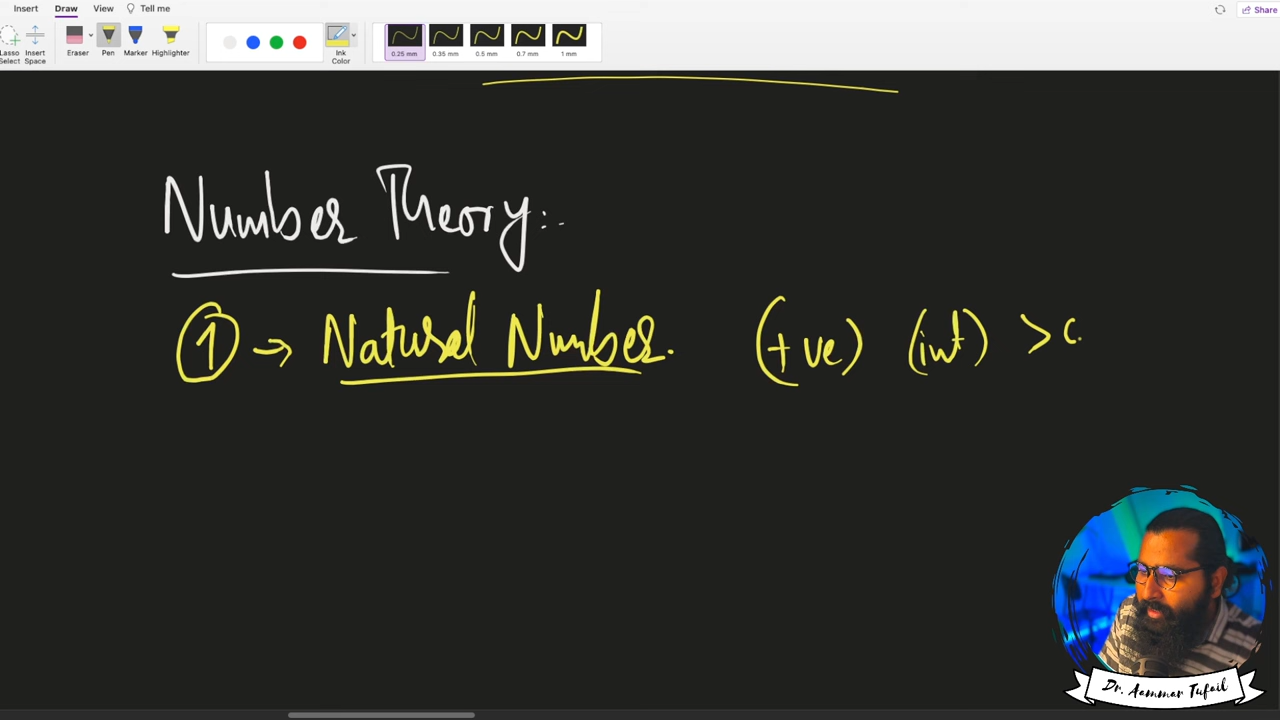 Insert Draw View Tell me Share
Lasso Select Insert Space Eraser Pen Marker Highlighter Ink Color 0.25 mm 0.35 mm 0.5 mm 0.7 mm 1 mm
Number Theory:-
① → Natural Number. (+ve) (int) >
Dr. Aammar Tufail